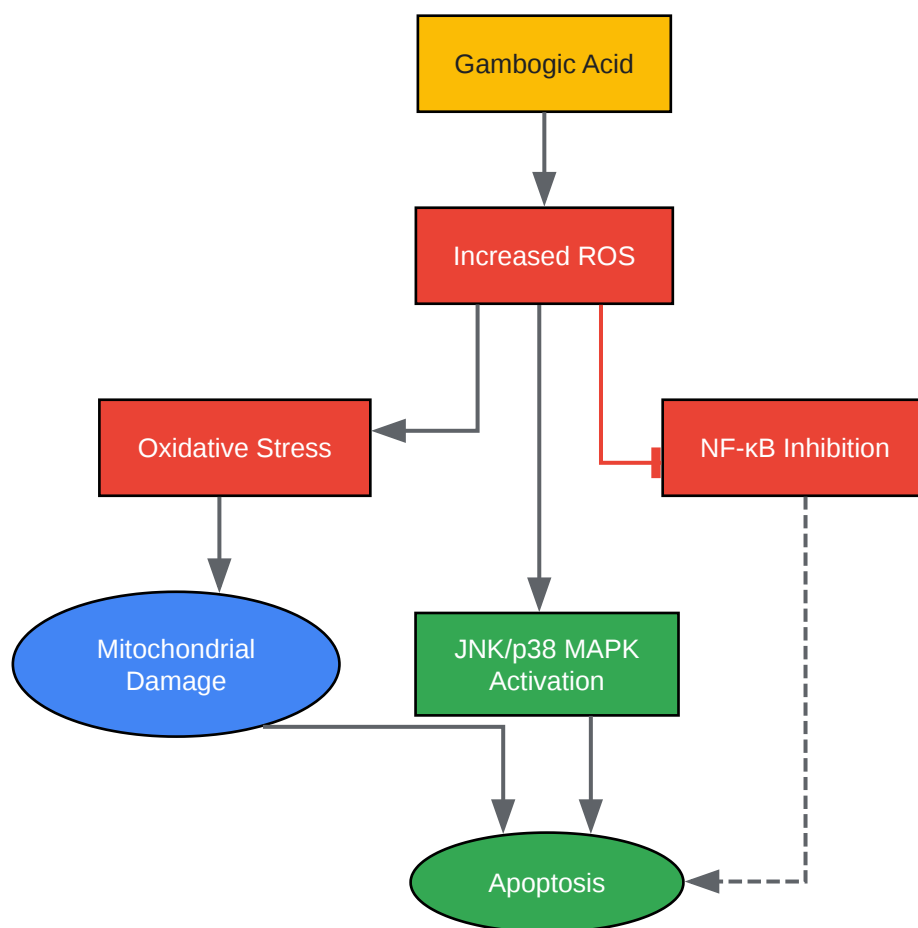 Gambogic Acid
Increased ROS
Oxidative Stress
NF-κB Inhibition
Mitochondrial
Damage
JNK/p38 MAPK
Activation
Apoptosis